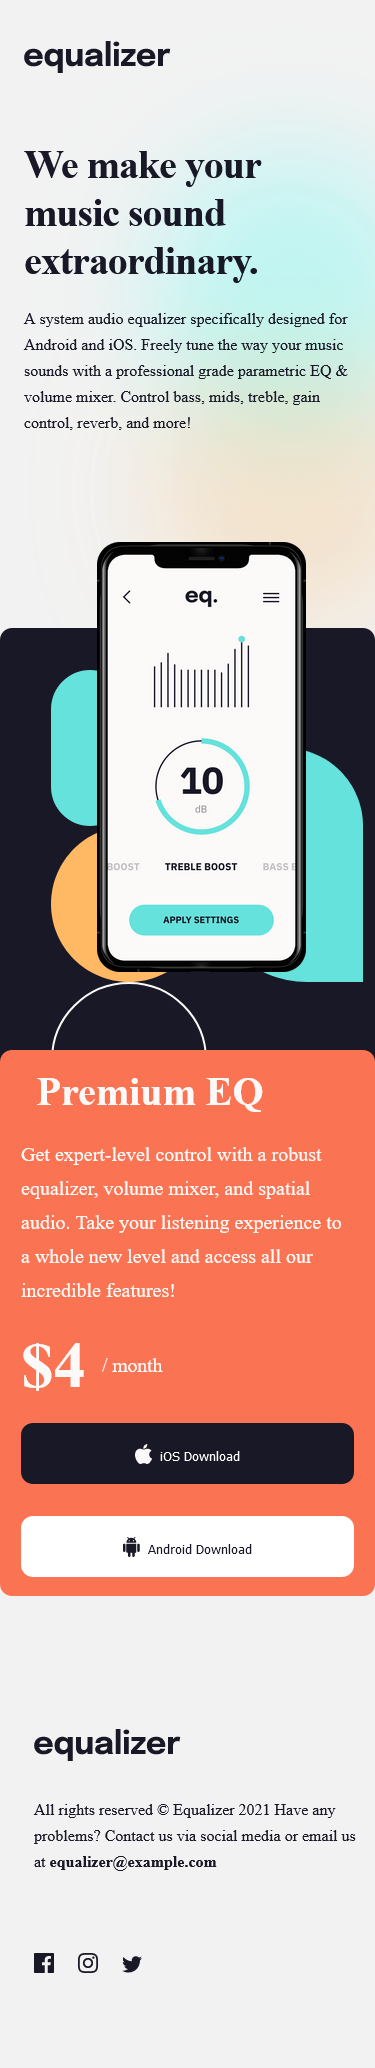 equalizer
We make your
music sound
extraordinary.
A system audio equalizer specifically designed for
Android and iOS. Freely tune the way your music
sounds with a professional grade parametric EQ &
volume mixer. Control bass, mids, treble, gain
control, reverb, and more!
eq.
10
dB
BOOST TREBLE BOOST BASS
APPLY SETTINGS
Premium EQ
Get expert-level control with a robust
equalizer, volume mixer, and spatial
audio. Take your listening experience to
a whole new level and access all our
incredible features!
$4 / month
iOS Download
Android Download
equalizer
All rights reserved © Equalizer 2021 Have any
problems? Contact us via social media or email us
at equalizer@example.com